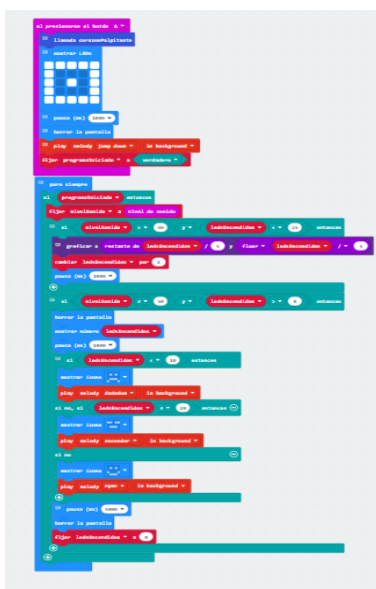 al presionarse el botón A
llamada corazonPalpitante
mostrar LEDs
pausa (ms) 1000
borrar la pantalla
play melody jump down in background
fijar programaIniciado a verdadero
para siempre
si programaIniciado entonces
fijar nivelSonido a nivel de sonido
si nivelSonido y ledsEncendidos < 25 entonces
graficar x restante de ledsEncendidos / 5 y floor ledsEncendidos / 5
cambiar ledsEncendidos por 1
pausa (ms) 1000
si nivelSonido y ledsEncendidos > 0 entonces
borrar la pantalla
mostrar número ledsEncendidos
pausa (ms) 1000
si ledsEncendidos < 10 entonces
mostrar ícono
play melody dadadum in background
si no, si ledsEncendidos < 20 entonces
mostrar ícono
play melody in background
si no
mostrar ícono
play melody in background
pausa (ms) 1000
borrar la pantalla
fijar ledsEncendidos a 0